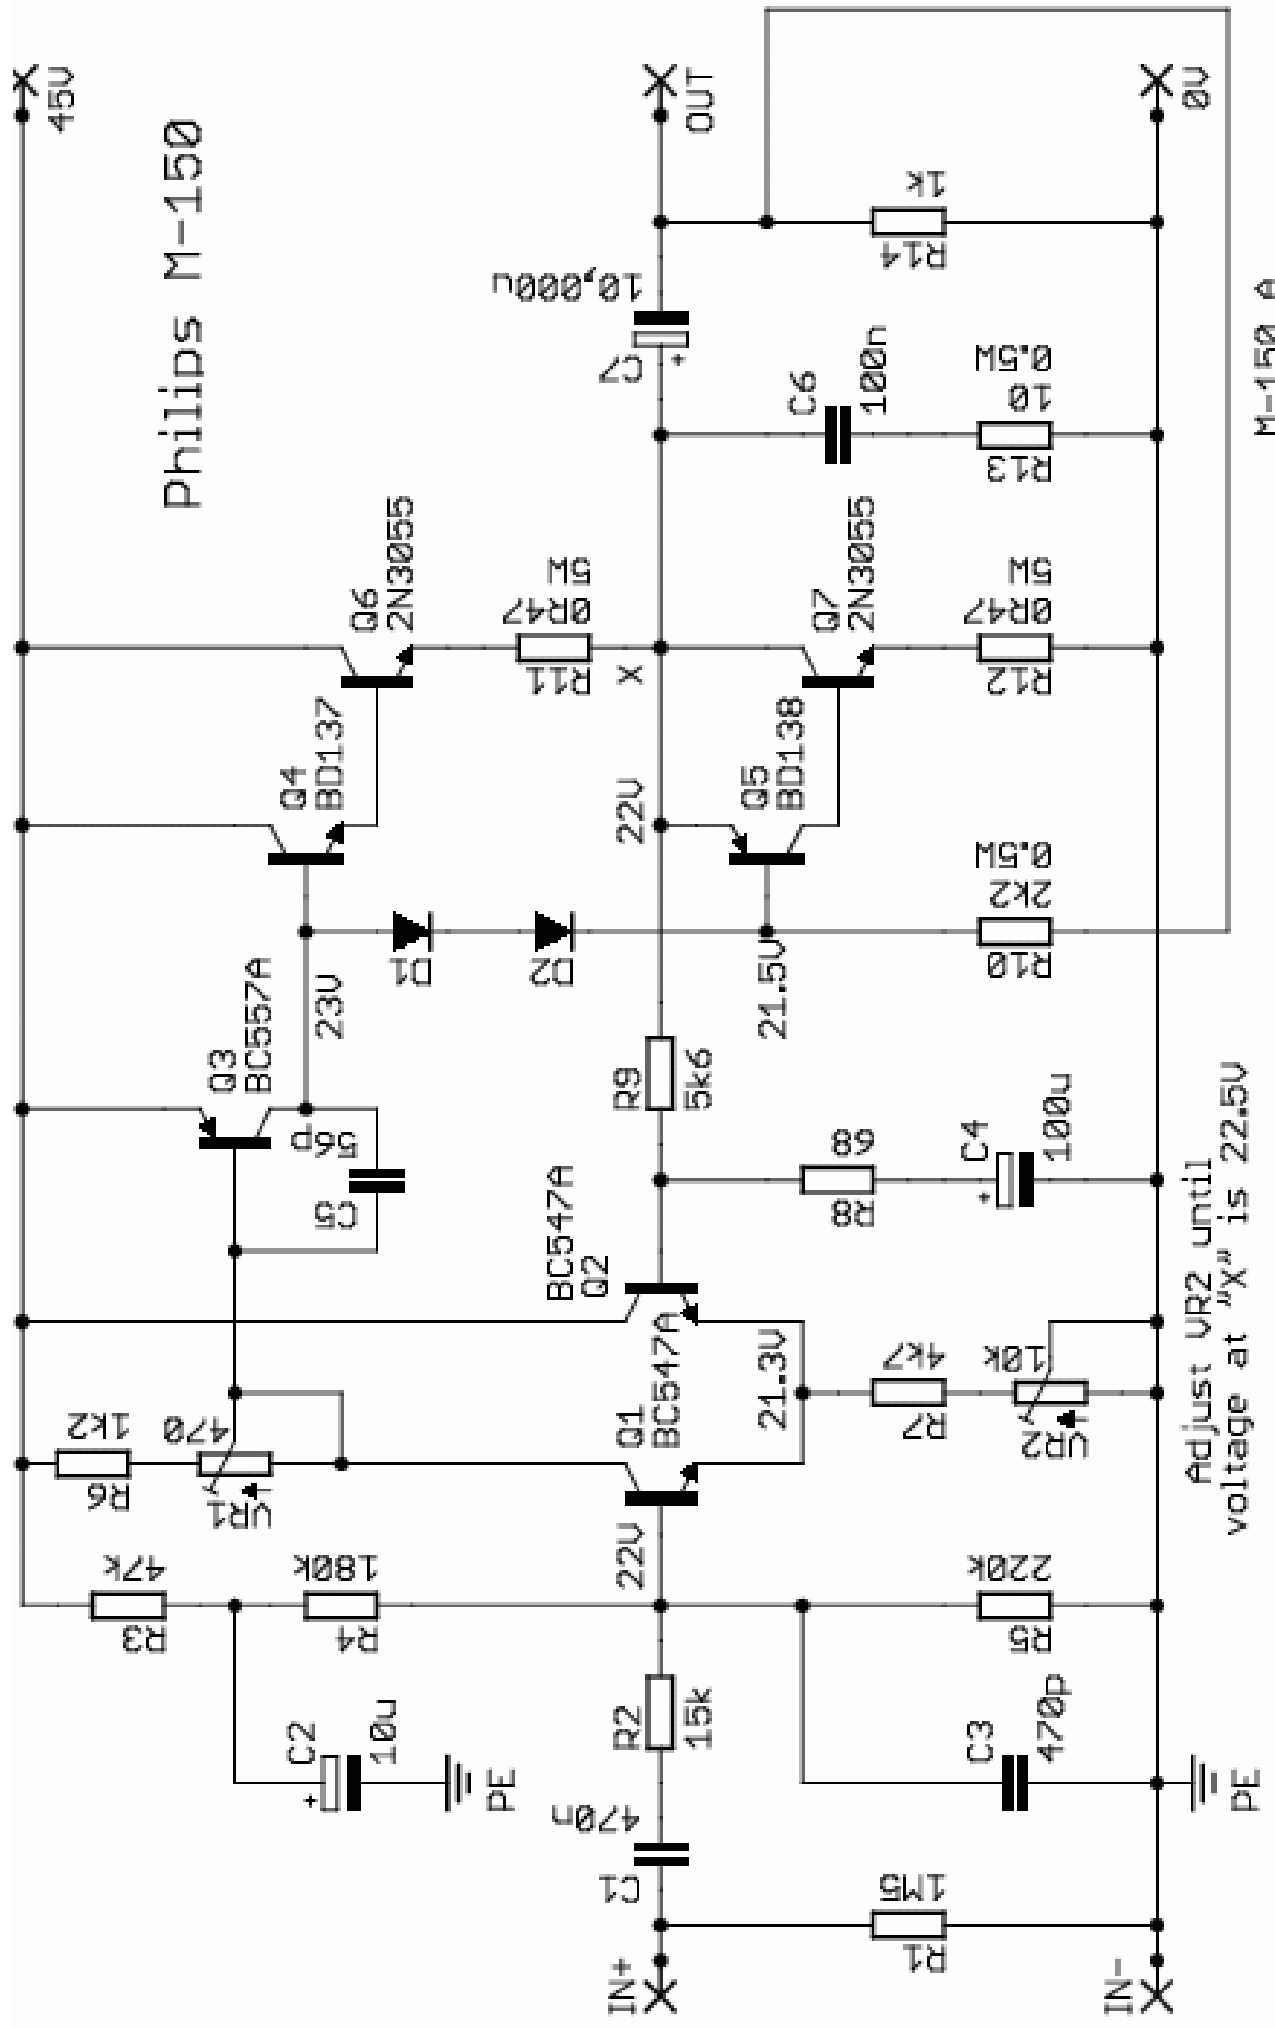 Philips M-150
45V
OUT
0V
IN+
IN-
R1
1M5
C1
470n
R2
15k
C2
10u
PE
C3
470p
PE
R3
47k
R4
180k
22V
R5
220k
R6
1k2
VR1
470
Q1
BC547A
BC547A
Q2
21.3V
R7
4k7
VR2
10k
Adjust VR2 until
voltage at "X" is 22.5V
C5
56p
Q3
BC557A
23V
R8
68
C4
100u
R9
5k6
D1
D2
21.5V
R10
2k2
0.5W
Q4
BD137
22V
Q5
BD138
Q6
2N3055
R11
0R47
5W
X
Q7
2N3055
R12
0R47
5W
C6
100n
R13
10
0.5W
C7
10,000u
R14
1k
M-150 A